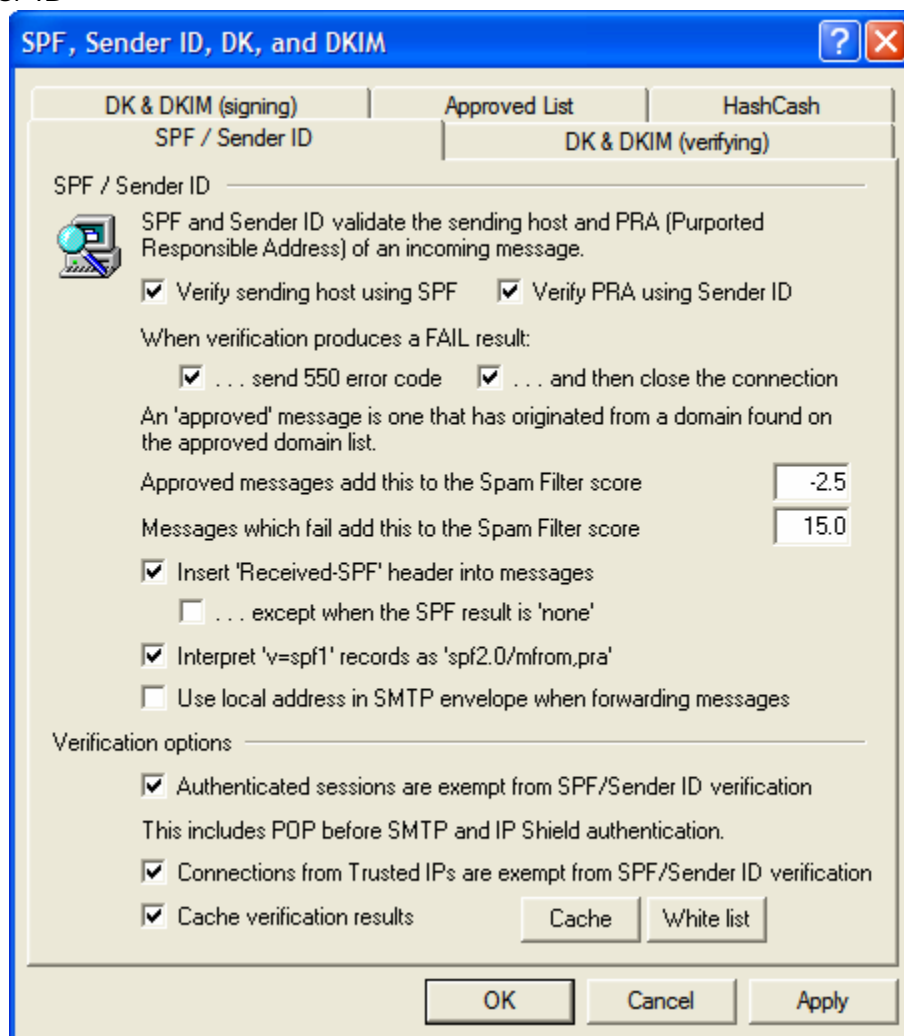 SPF, Sender ID, DK, and DKIM
DK & DKIM (signing)
Approved List
HashCash
SPF / Sender ID
DK & DKIM (verifying)
SPF / Sender ID
SPF and Sender ID validate the sending host and PRA (Purported
Responsible Address) of an incoming message.
Verify sending host using SPF
Verify PRA using Sender ID
When verification produces a FAIL result:
. . . send 550 error code
. . . and then close the connection
An 'approved' message is one that has originated from a domain found on
the approved domain list.
Approved messages add this to the Spam Filter score
-2.5
Messages which fail add this to the Spam Filter score
15.0
Insert 'Received-SPF' header into messages
. . . except when the SPF result is 'none'
Interpret 'v=spf1' records as 'spf2.0/mfrom,pra'
Use local address in SMTP envelope when forwarding messages
Verification options
Authenticated sessions are exempt from SPF/Sender ID verification
This includes POP before SMTP and IP Shield authentication.
Connections from Trusted IPs are exempt from SPF/Sender ID verification
Cache verification results
Cache
White list
OK
Cancel
Apply